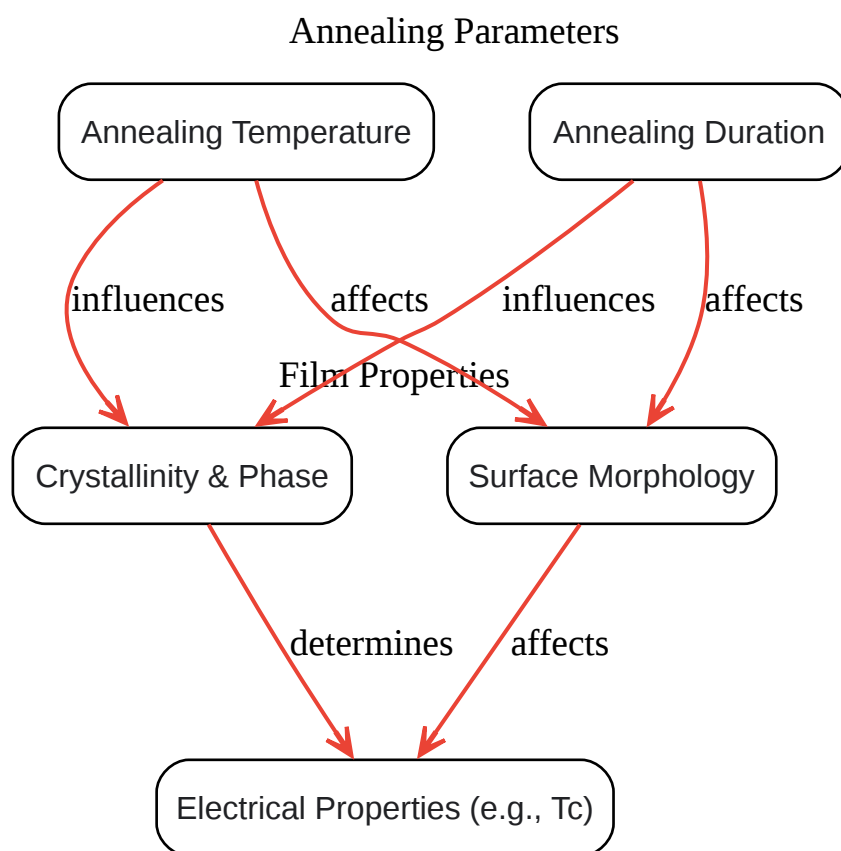 Annealing Parameters
Annealing Temperature
Annealing Duration
influences
affects
influences
affects
Film Properties
Crystallinity & Phase
Surface Morphology
determines
affects
Electrical Properties (e.g., Tc)